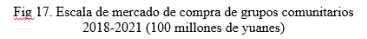 Fig 17. Escala de mercado de compra de grupos comunitarios
2018-2021 (100 millones de yuanes)